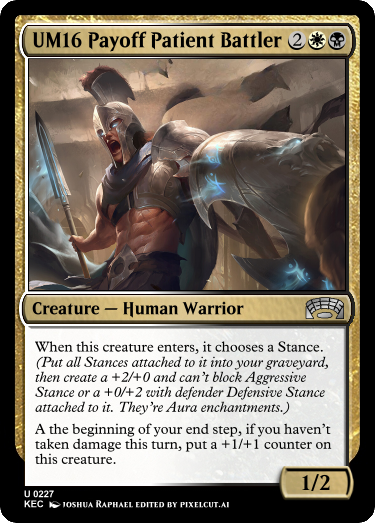 UM16 Payoff Patient Battler 2
Creature — Human Warrior
When this creature enters, it chooses a Stance.
(Put all Stances attached to it into your graveyard,
then create a +2/+0 and can't block Aggressive
Stance or a +0/+2 with defender Defensive Stance
attached to it. They're Aura enchantments.)
A the beginning of your end step, if you haven't
taken damage this turn, put a +1/+1 counter on
this creature.
1/2
U 0227
KEC JOSHUA RAPHAEL EDITED BY PIXELCUT.AI